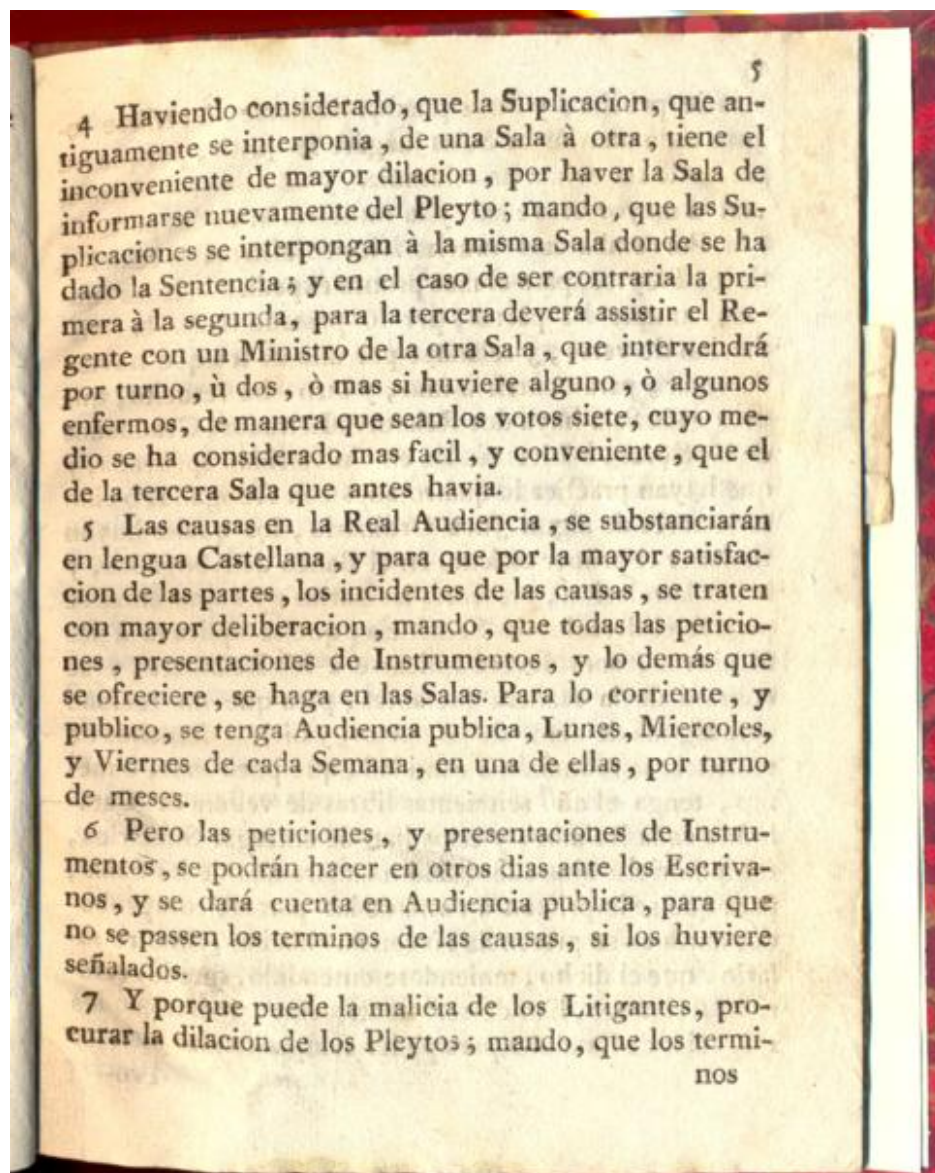 5
4 Haviendo considerado, que la Suplicacion, que an-
tiguamente se interponia, de una Sala à otra, tiene el
inconveniente de mayor dilacion, por haver la Sala de
informarse nuevamente del Pleyto; mando, que las Su-
plicaciones se interpongan à la misma Sala donde se ha
dado la Sentencia; y en el caso de ser contraria la pri-
mera à la segunda, para la tercera deverá assistir el Re-
gente con un Ministro de la otra Sala, que intervendrá
por turno, ù dos, ò mas si huviere alguno, ò algunos
enfermos, de manera que sean los votos siete, cuyo me-
dio se ha considerado mas facil, y conveniente, que el
de la tercera Sala que antes havia.
5 Las causas en la Real Audiencia, se substanciarán
en lengua Castellana, y para que por la mayor satisfac-
cion de las partes, los incidentes de las causas, se traten
con mayor deliberacion, mando, que todas las peticio-
nes, presentaciones de Instrumentos, y lo demás que
se ofreciere, se haga en las Salas. Para lo corriente, y
publico, se tenga Audiencia publica, Lunes, Miercoles,
y Viernes de cada Semana, en una de ellas, por turno
de meses.
6 Pero las peticiones, y presentaciones de Instru-
mentos, se podrán hacer en otros dias ante los Escriva-
nos, y se dará cuenta en Audiencia publica, para que
no se passen los terminos de las causas, si los huviere
señalados.
7 Y porque puede la malicia de los Litigantes, pro-
curar la dilacion de los Pleytos; mando, que los termi-
nos